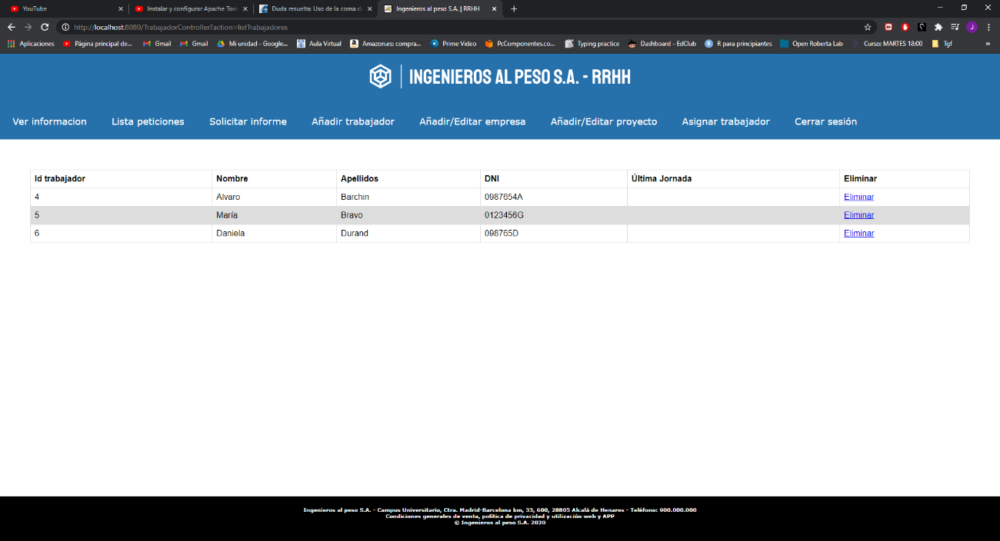 YouTube
Instalar y configurar Apache Tom
Duda resuelta: Uso de la coma de
Ingenieros al peso S.A. | RRHH
http://localhost:8080/TrabajadorController?action=listTrabajadores
J
Aplicaciones
Página principal de...
Gmail
Gmail
Mi unidad - Google...
Aula Virtual
Amazon.es: compra...
Prime Video
PcComponentes.co...
Typing practice
Dashboard - EdClub
R para principiantes
Open Roberta Lab
Curso: MARTES 18:00
Tgf
»
INGENIEROS AL PESO S.A. - RRHH
Ver informacion
Lista peticiones
Solicitar informe
Añadir trabajador
Añadir/Editar empresa
Añadir/Editar proyecto
Asignar trabajador
Cerrar sesión
Id trabajador Nombre Apellidos DNI Última Jornada Eliminar
4 Alvaro Barchin 0987654A Eliminar
5 María Bravo 0123456G Eliminar
6 Daniela Durand 098765D Eliminar
Ingenieros al peso S.A. - Campus Universitario, Ctra. Madrid-Barcelona km, 33, 600, 28805 Alcalá de Henares - Teléfono: 900.000.000
Condiciones generales de venta, política de privacidad y utilización web y APP
© Ingenieros al peso S.A. 2020